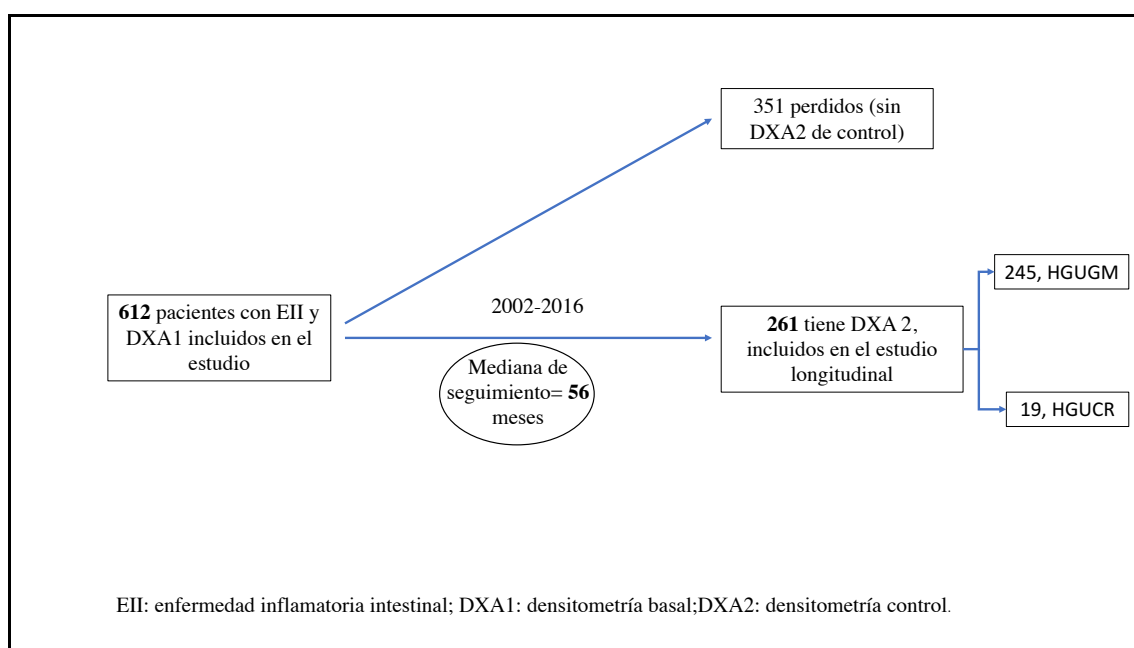 351 perdidos (sin
DXA2 de control)
245, HGUGM
612 pacientes con EII y
DXA1 incluidos en el
estudio
2002-2016
Mediana de
seguimiento= 56
meses
261 tiene DXA 2,
incluidos en el estudio
longitudinal
19, HGUCR
EII: enfermedad inflamatoria intestinal; DXA1: densitometría basal;DXA2: densitometría control.